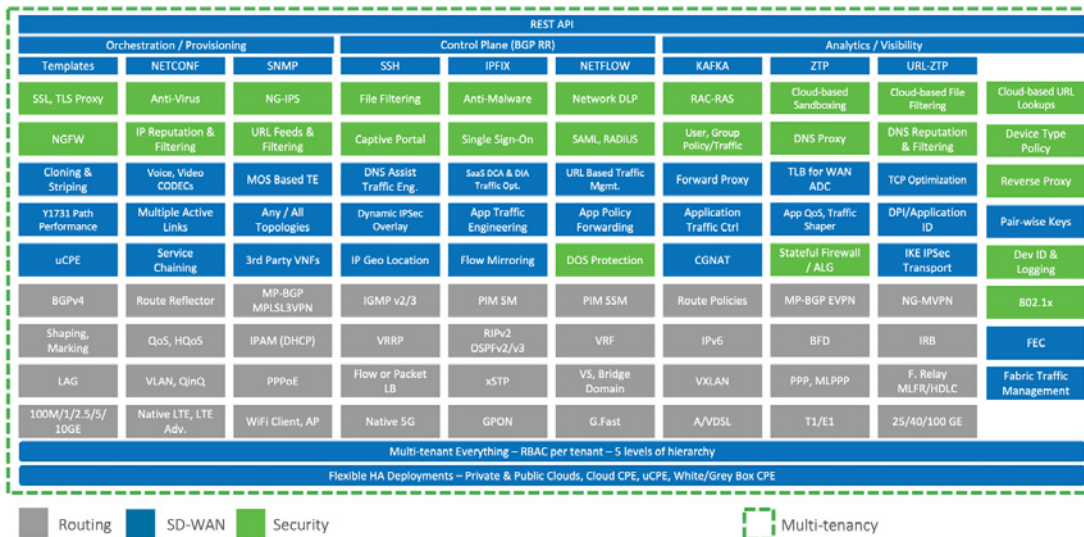 REST API
Orchestration / Provisioning
Control Plane (BGP RR)
Analytics / Visibility
Templates
NETCONF
SNMP
SSH
IPFIX
NETFLOW
KAFKA
ZTP
URL-ZTP
SSL, TLS Proxy
Anti-Virus
NG-IPS
File Filtering
Anti-Malware
Network DLP
RAC-RAS
Cloud-based
Sandboxing
Cloud-based File
Filtering
Cloud-based URL
Lookups
NGFW
IP Reputation &
Filtering
URL Feeds &
Filtering
Captive Portal
Single Sign-On
SAML, RADIUS
User, Group
Policy/Traffic
DNS Proxy
DNS Reputation
& Filtering
Device Type
Policy
Cloning &
Striping
Voice, Video
CODECs
MOS Based TE
DNS Assist
Traffic Eng.
SaaS DCA & DIA
Traffic Opt.
URL Based Traffic
Mgmt.
Forward Proxy
TLB for WAN
ADC
TCP Optimization
Reverse Proxy
Y1731 Path
Performance
Multiple Active
Links
Any / All
Topologies
Dynamic IPSec
Overlay
App Traffic
Engineering
App Policy
Forwarding
Application
Traffic Ctrl
App QoS, Traffic
Shaper
DPI/Application
ID
Pair-wise Keys
uCPE
Service
Chaining
3rd Party VNFs
IP Geo Location
Flow Mirroring
DOS Protection
CGNAT
Stateful Firewall
/ ALG
IKE IPSec
Transport
Dev ID &
Logging
BGPv4
Route Reflector
MP-BGP
MPLSL3VPN
IGMP v2/3
PIM SM
PIM SSM
Route Policies
MP-BGP EVPN
NG-MVPN
802.1x
Shaping,
Marking
QoS, HQoS
IPAM (DHCP)
VRRP
RIPv2
OSPFv2/v3
VRF
IPv6
BFD
IRB
FEC
LAG
VLAN, QinQ
PPPoE
Flow or Packet
LB
xSTP
VS, Bridge
Domain
VXLAN
PPP, MLPPP
F. Relay
MLFR/HDLC
Fabric Traffic
Management
100M/1/2.5/5/
10GE
Native LTE, LTE
Adv.
WiFi Client, AP
Native 5G
GPON
G.Fast
A/VDSL
T1/E1
25/40/100 GE
Multi-tenant Everything – RBAC per tenant – 5 levels of hierarchy
Flexible HA Deployments – Private & Public Clouds, Cloud CPE, uCPE, White/Grey Box CPE
Routing
SD-WAN
Security
Multi-tenancy